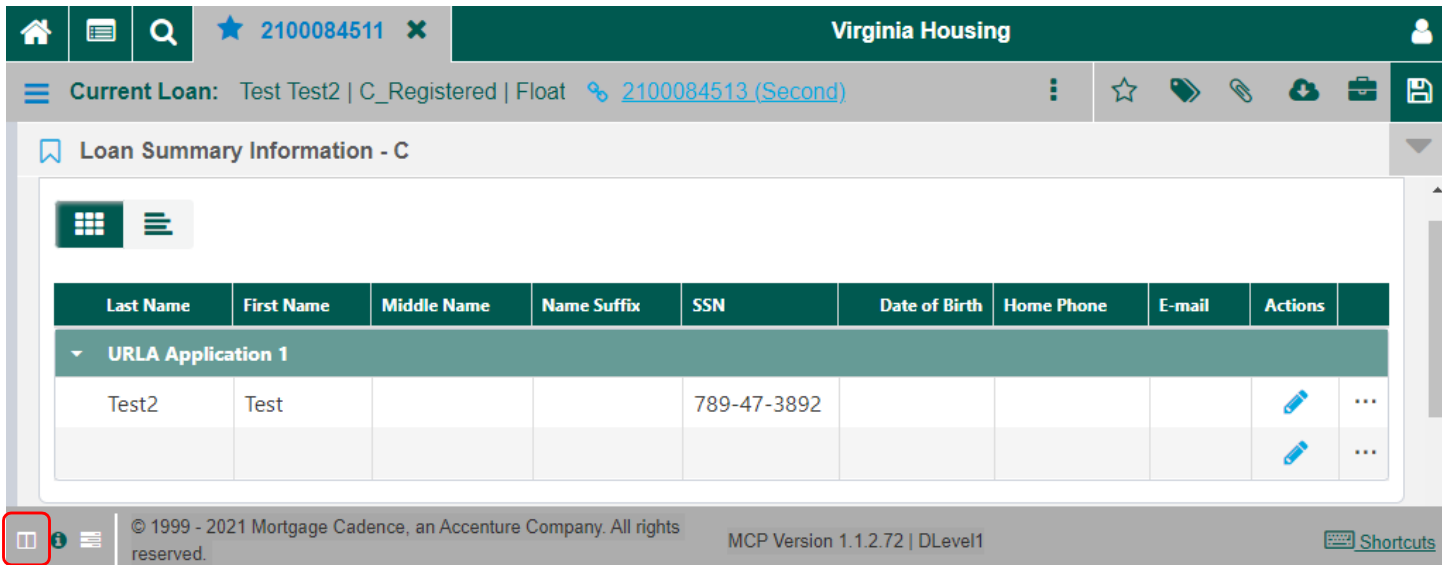 2100084511 Virginia Housing
Current Loan: Test Test2 | C_Registered | Float 2100084513 (Second)
Loan Summary Information - C
Last Name First Name Middle Name Name Suffix SSN Date of Birth Home Phone E-mail Actions
URLA Application 1
Test2 Test 789-47-3892
© 1999 - 2021 Mortgage Cadence, an Accenture Company. All rights
reserved.
MCP Version 1.1.2.72 | DLevel1
Shortcuts